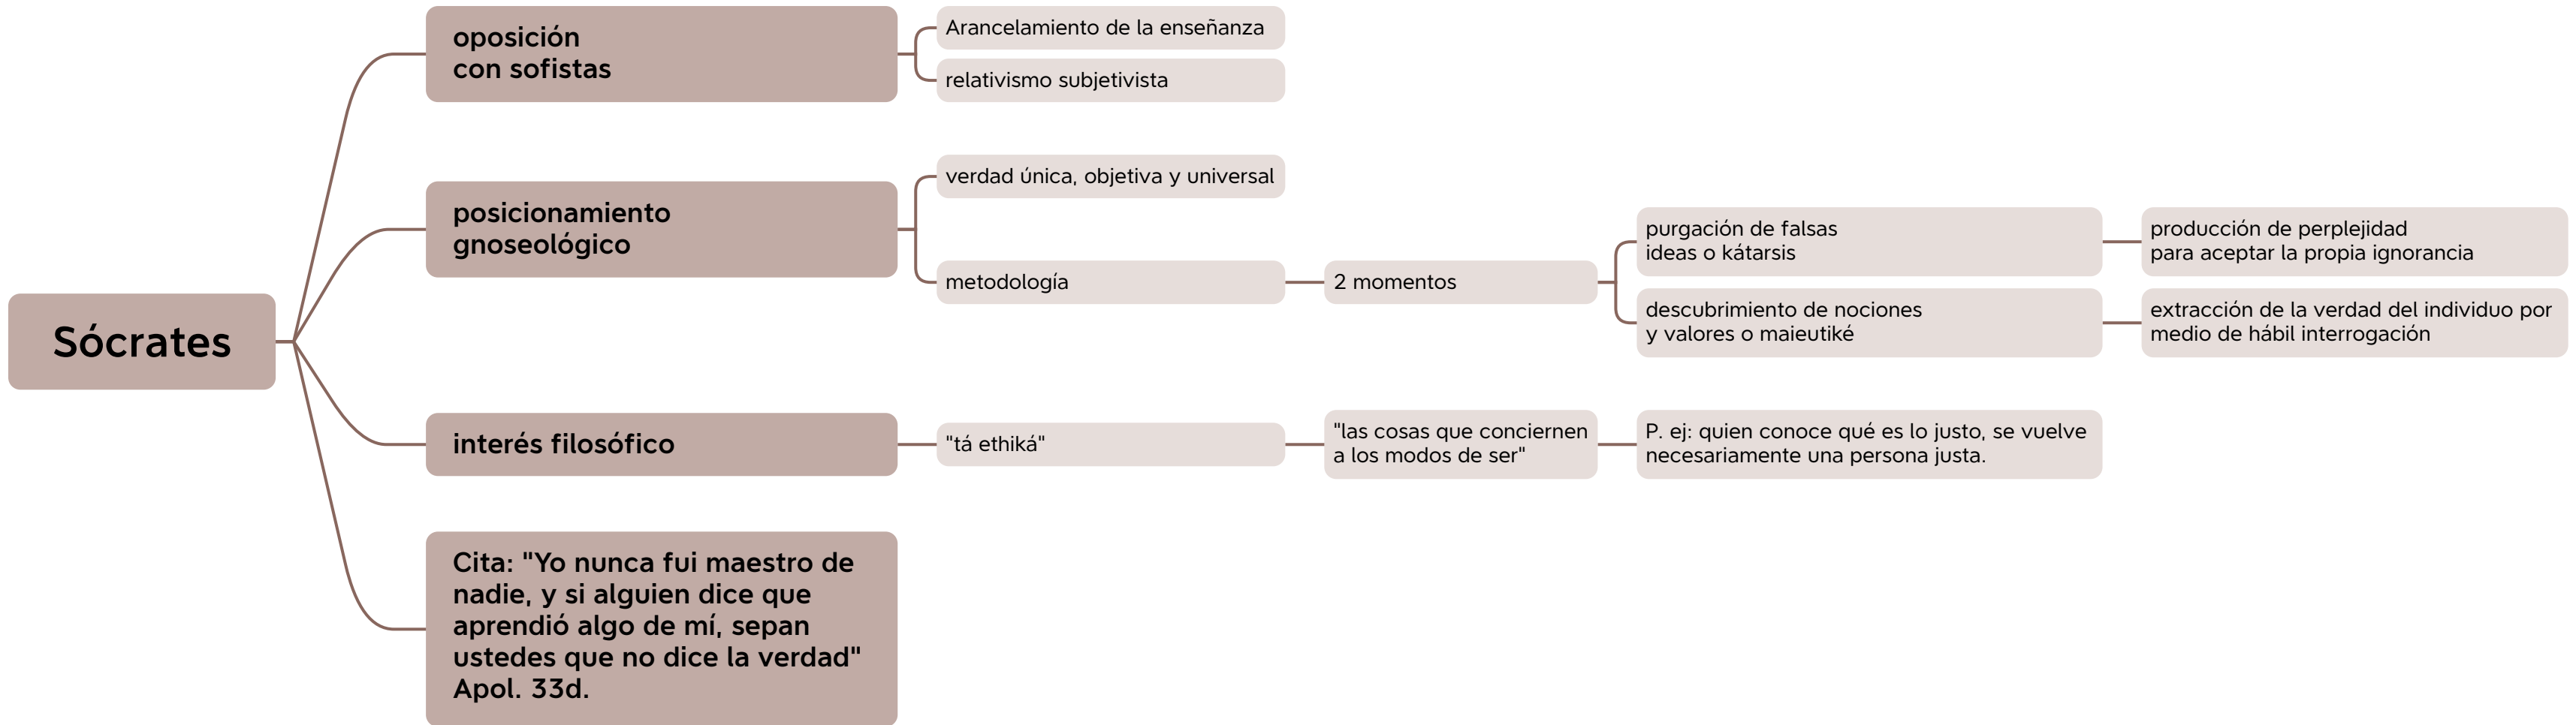 Sócrates
oposición
con sofistas
Arancelamiento de la enseñanza
relativismo subjetivista
posicionamiento
gnoseológico
verdad única, objetiva y universal
metodología
2 momentos
purgación de falsas
ideas o kátarsis
producción de perplejidad
para aceptar la propia ignorancia
descubrimiento de nociones
y valores o maieutiké
extracción de la verdad del individuo por
medio de hábil interrogación
interés filosófico
"tá ethiká"
"las cosas que conciernen
a los modos de ser"
P. ej: quien conoce qué es lo justo, se vuelve
necesariamente una persona justa.
Cita: "Yo nunca fui maestro de
nadie, y si alguien dice que
aprendió algo de mí, sepan
ustedes que no dice la verdad"
Apol. 33d.